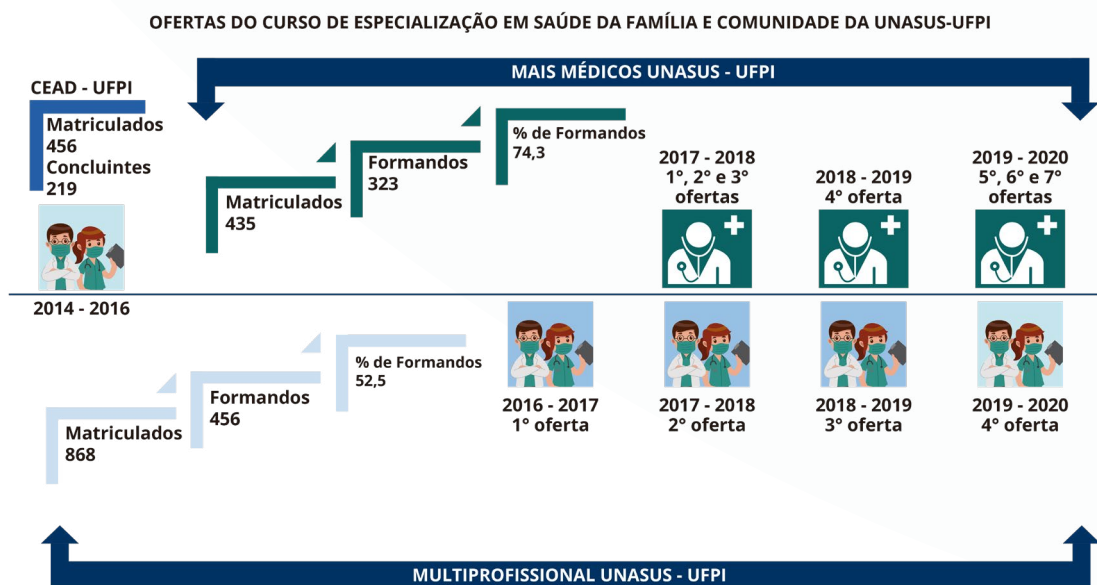 OFERTAS DO CURSO DE ESPECIALIZAÇÃO EM SAÚDE DA FAMÍLIA E COMUNIDADE DA UNASUS-UFPI
MAIS MÉDICOS UNASUS - UFPI
CEAD - UFPI
Matriculados
456
Concluintes
219
2014 - 2016
Matriculados
435
Formandos
323
% de Formandos
74,3
2017 - 2018
1°, 2° e 3°
ofertas
2018 - 2019
4° oferta
2019 - 2020
5°, 6° e 7°
ofertas
Matriculados
868
Formandos
456
% de Formandos
52,5
2016 - 2017
1° oferta
2017 - 2018
2° oferta
2018 - 2019
3° oferta
2019 - 2020
4° oferta
MULTIPROFISSIONAL UNASUS - UFPI